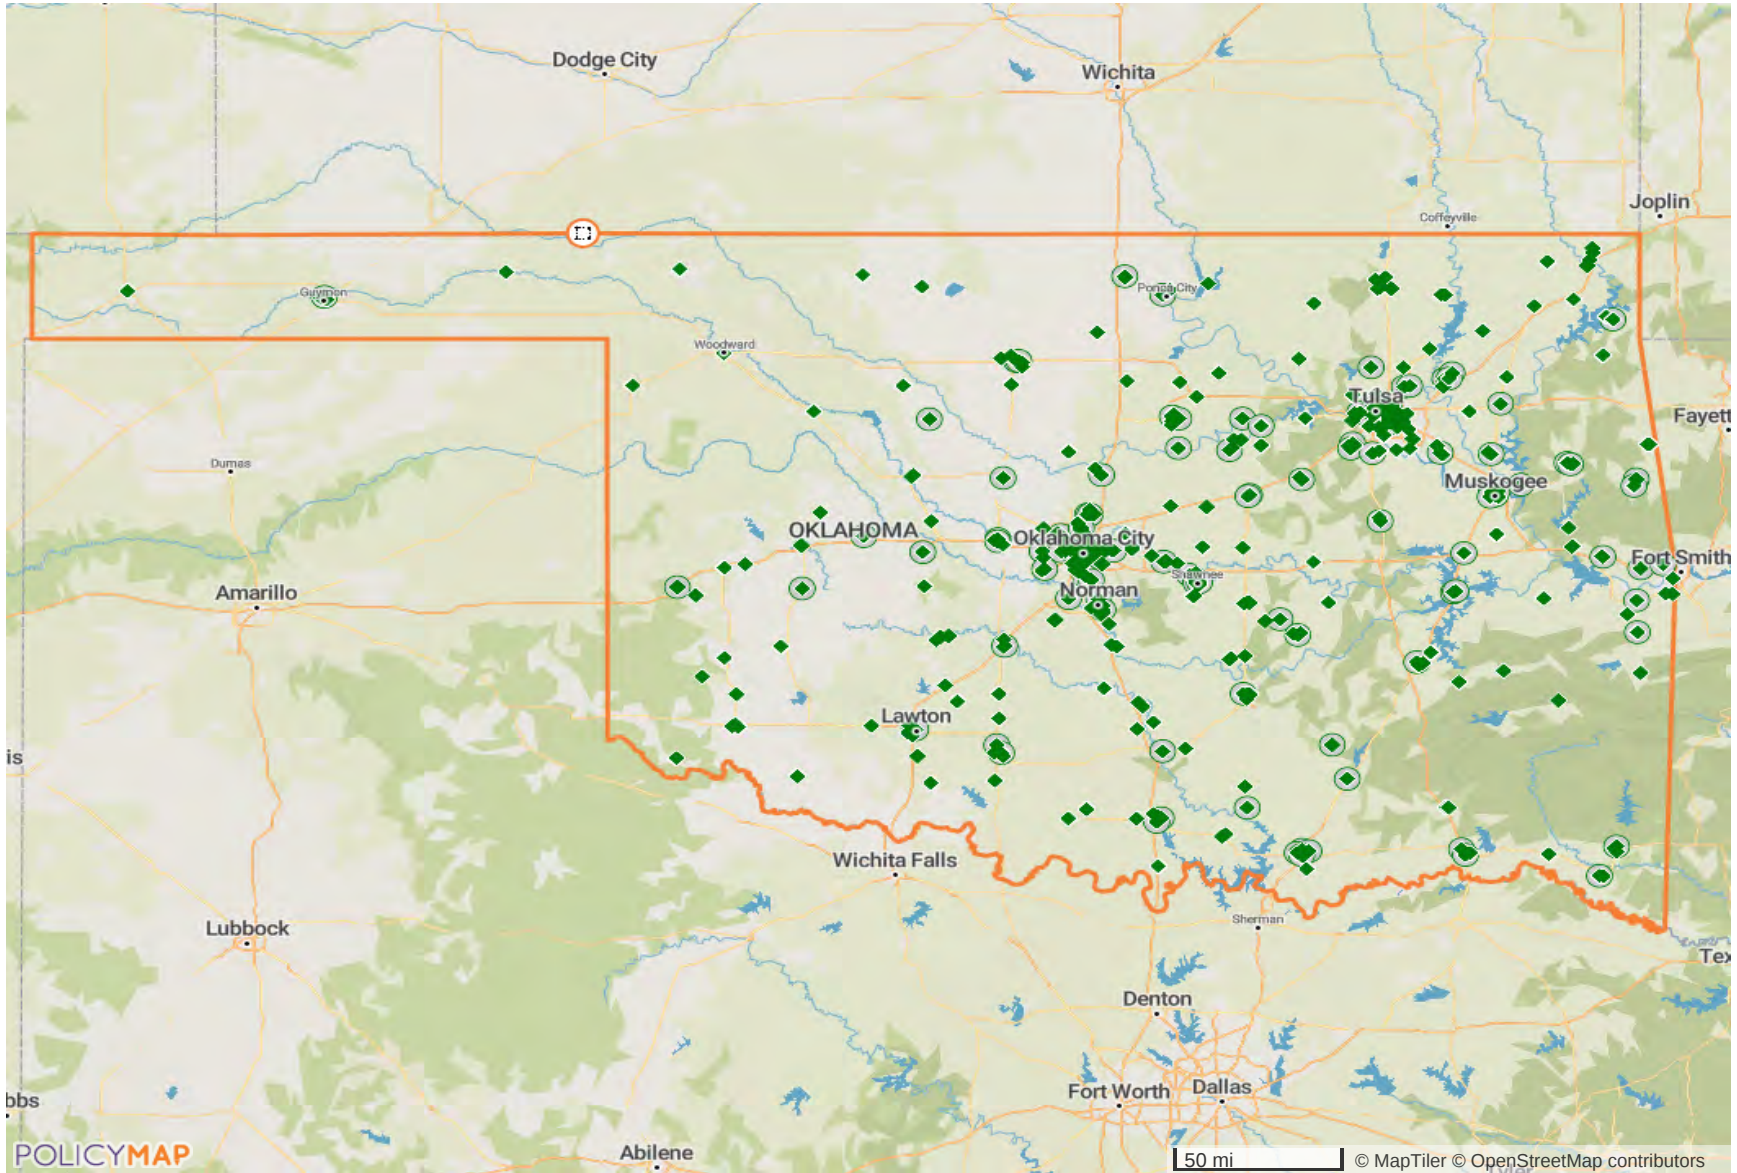 Dodge City
Wichita
Joplin
Coffeyville
Guymon
Ponca City
Woodward
Tulsa
Fayett
Dumas
Muskogee
OKLAHOMA
Oklahoma City
Fort Smith
Shawnee
Amarillo
Norman
Lawton
is
Wichita Falls
Lubbock
Sherman
Tex
Denton
Fort Worth
Dallas
bbs
Abilene
POLICYMAP
50 mi
© MapTiler © OpenStreetMap contributors
Tyler